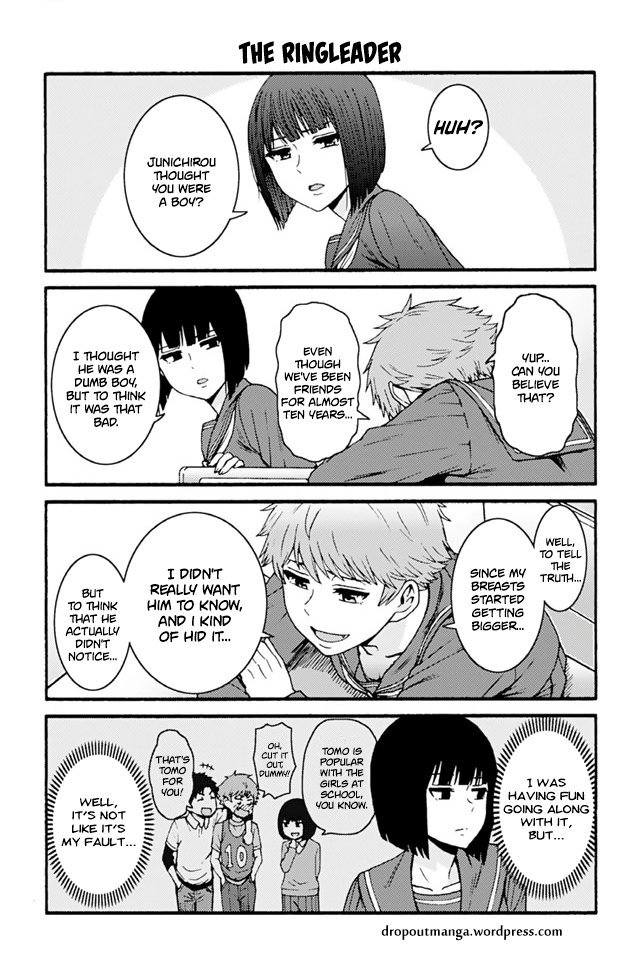 THE RINGLEADER
HUH?
JUNICHIROU
THOUGHT
YOU WERE
A BOY?
YUP...
CAN YOU
BELIEVE
THAT?
EVEN
THOUGH
WE'VE BEEN
FRIENDS
FOR ALMOST
TEN YEARS...
I THOUGHT
HE WAS A
DUMB BOY,
BUT TO THINK
IT WAS THAT
BAD.
WELL,
TO TELL
THE
TRUTH...
SINCE MY
BREASTS
STARTED
GETTING
BIGGER...
I DIDN'T
REALLY WANT
HIM TO KNOW,
AND I KIND
OF HID IT...
BUT
TO THINK
THAT HE
ACTUALLY
DIDN'T
NOTICE...
I WAS
HAVING FUN
GOING ALONG
WITH IT,
BUT...
TOMO IS
POPULAR
WITH THE
GIRLS AT
SCHOOL,
YOU KNOW.
OH,
CUT IT
OUT,
DUMMY!!
THAT'S
TOMO
FOR
YOU!
10
WELL,
IT'S NOT
LIKE IT'S
MY FAULT...
dropoutmanga.wordpress.com